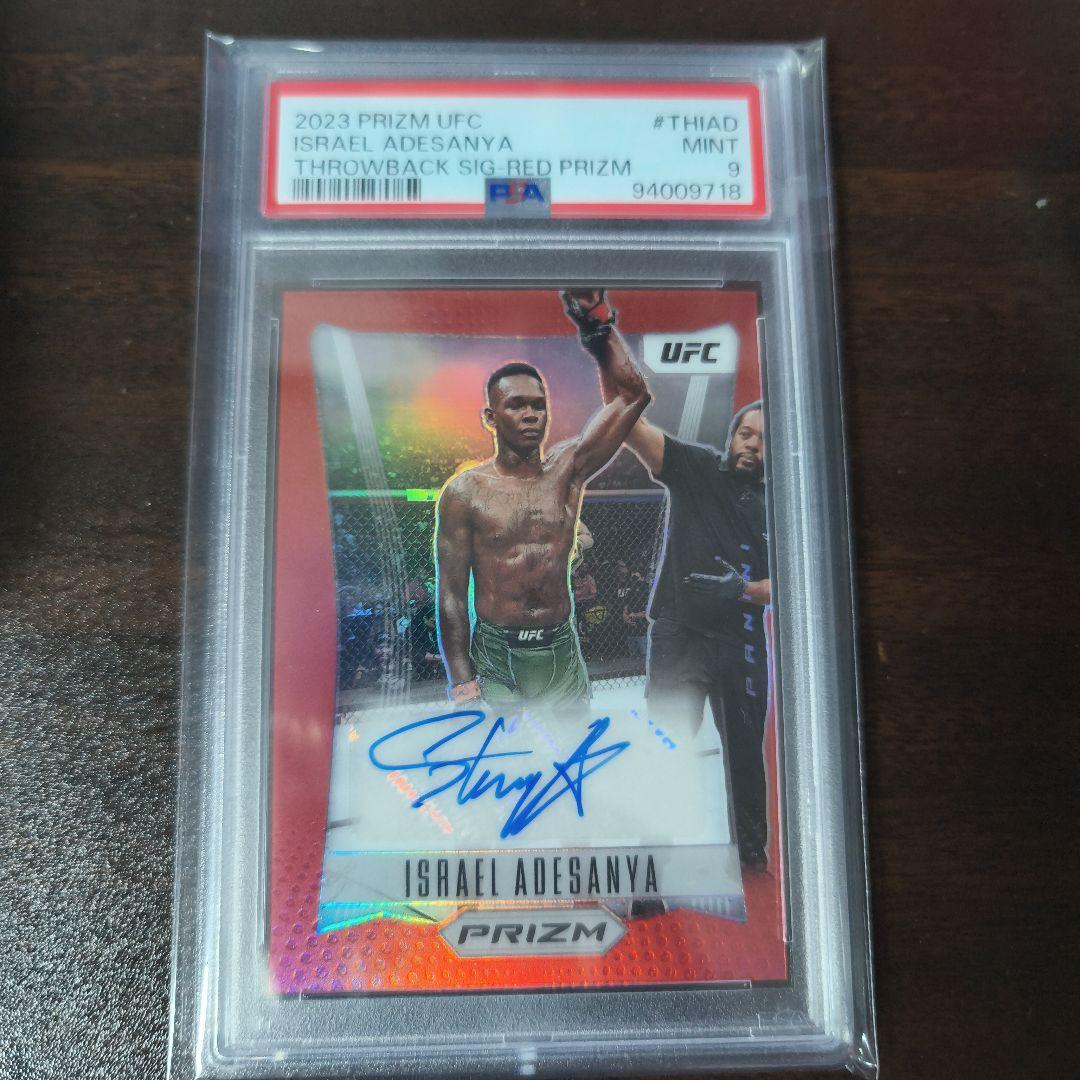 2023 PRIZM UFC #THIAD
ISRAEL ADESANYA MINT
THROWBACK SIG-RED PRIZM 9
PSA 94009718
UFC
PANINI
UFC
ISRAEL ADESANYA
PRIZM